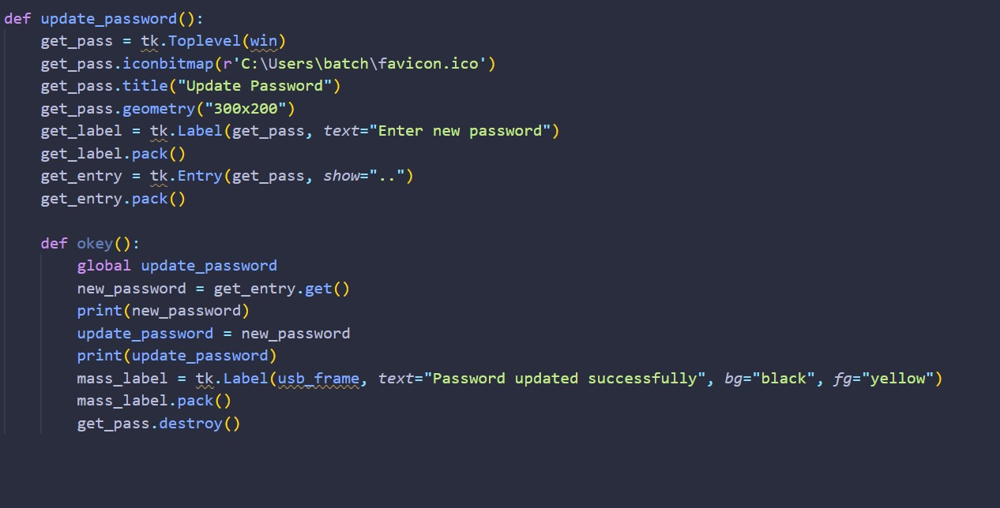 def update_password():
    get_pass = tk.Toplevel(win)
    get_pass.iconbitmap(r'C:\Users\batch\favicon.ico')
    get_pass.title("Update Password")
    get_pass.geometry("300x200")
    get_label = tk.Label(get_pass, text="Enter new password")
    get_label.pack()
    get_entry = tk.Entry(get_pass, show="..")
    get_entry.pack()

    def okey():
        global update_password
        new_password = get_entry.get()
        print(new_password)
        update_password = new_password
        print(update_password)
        mass_label = tk.Label(usb_frame, text="Password updated successfully", bg="black", fg="yellow")
        mass_label.pack()
        get_pass.destroy()